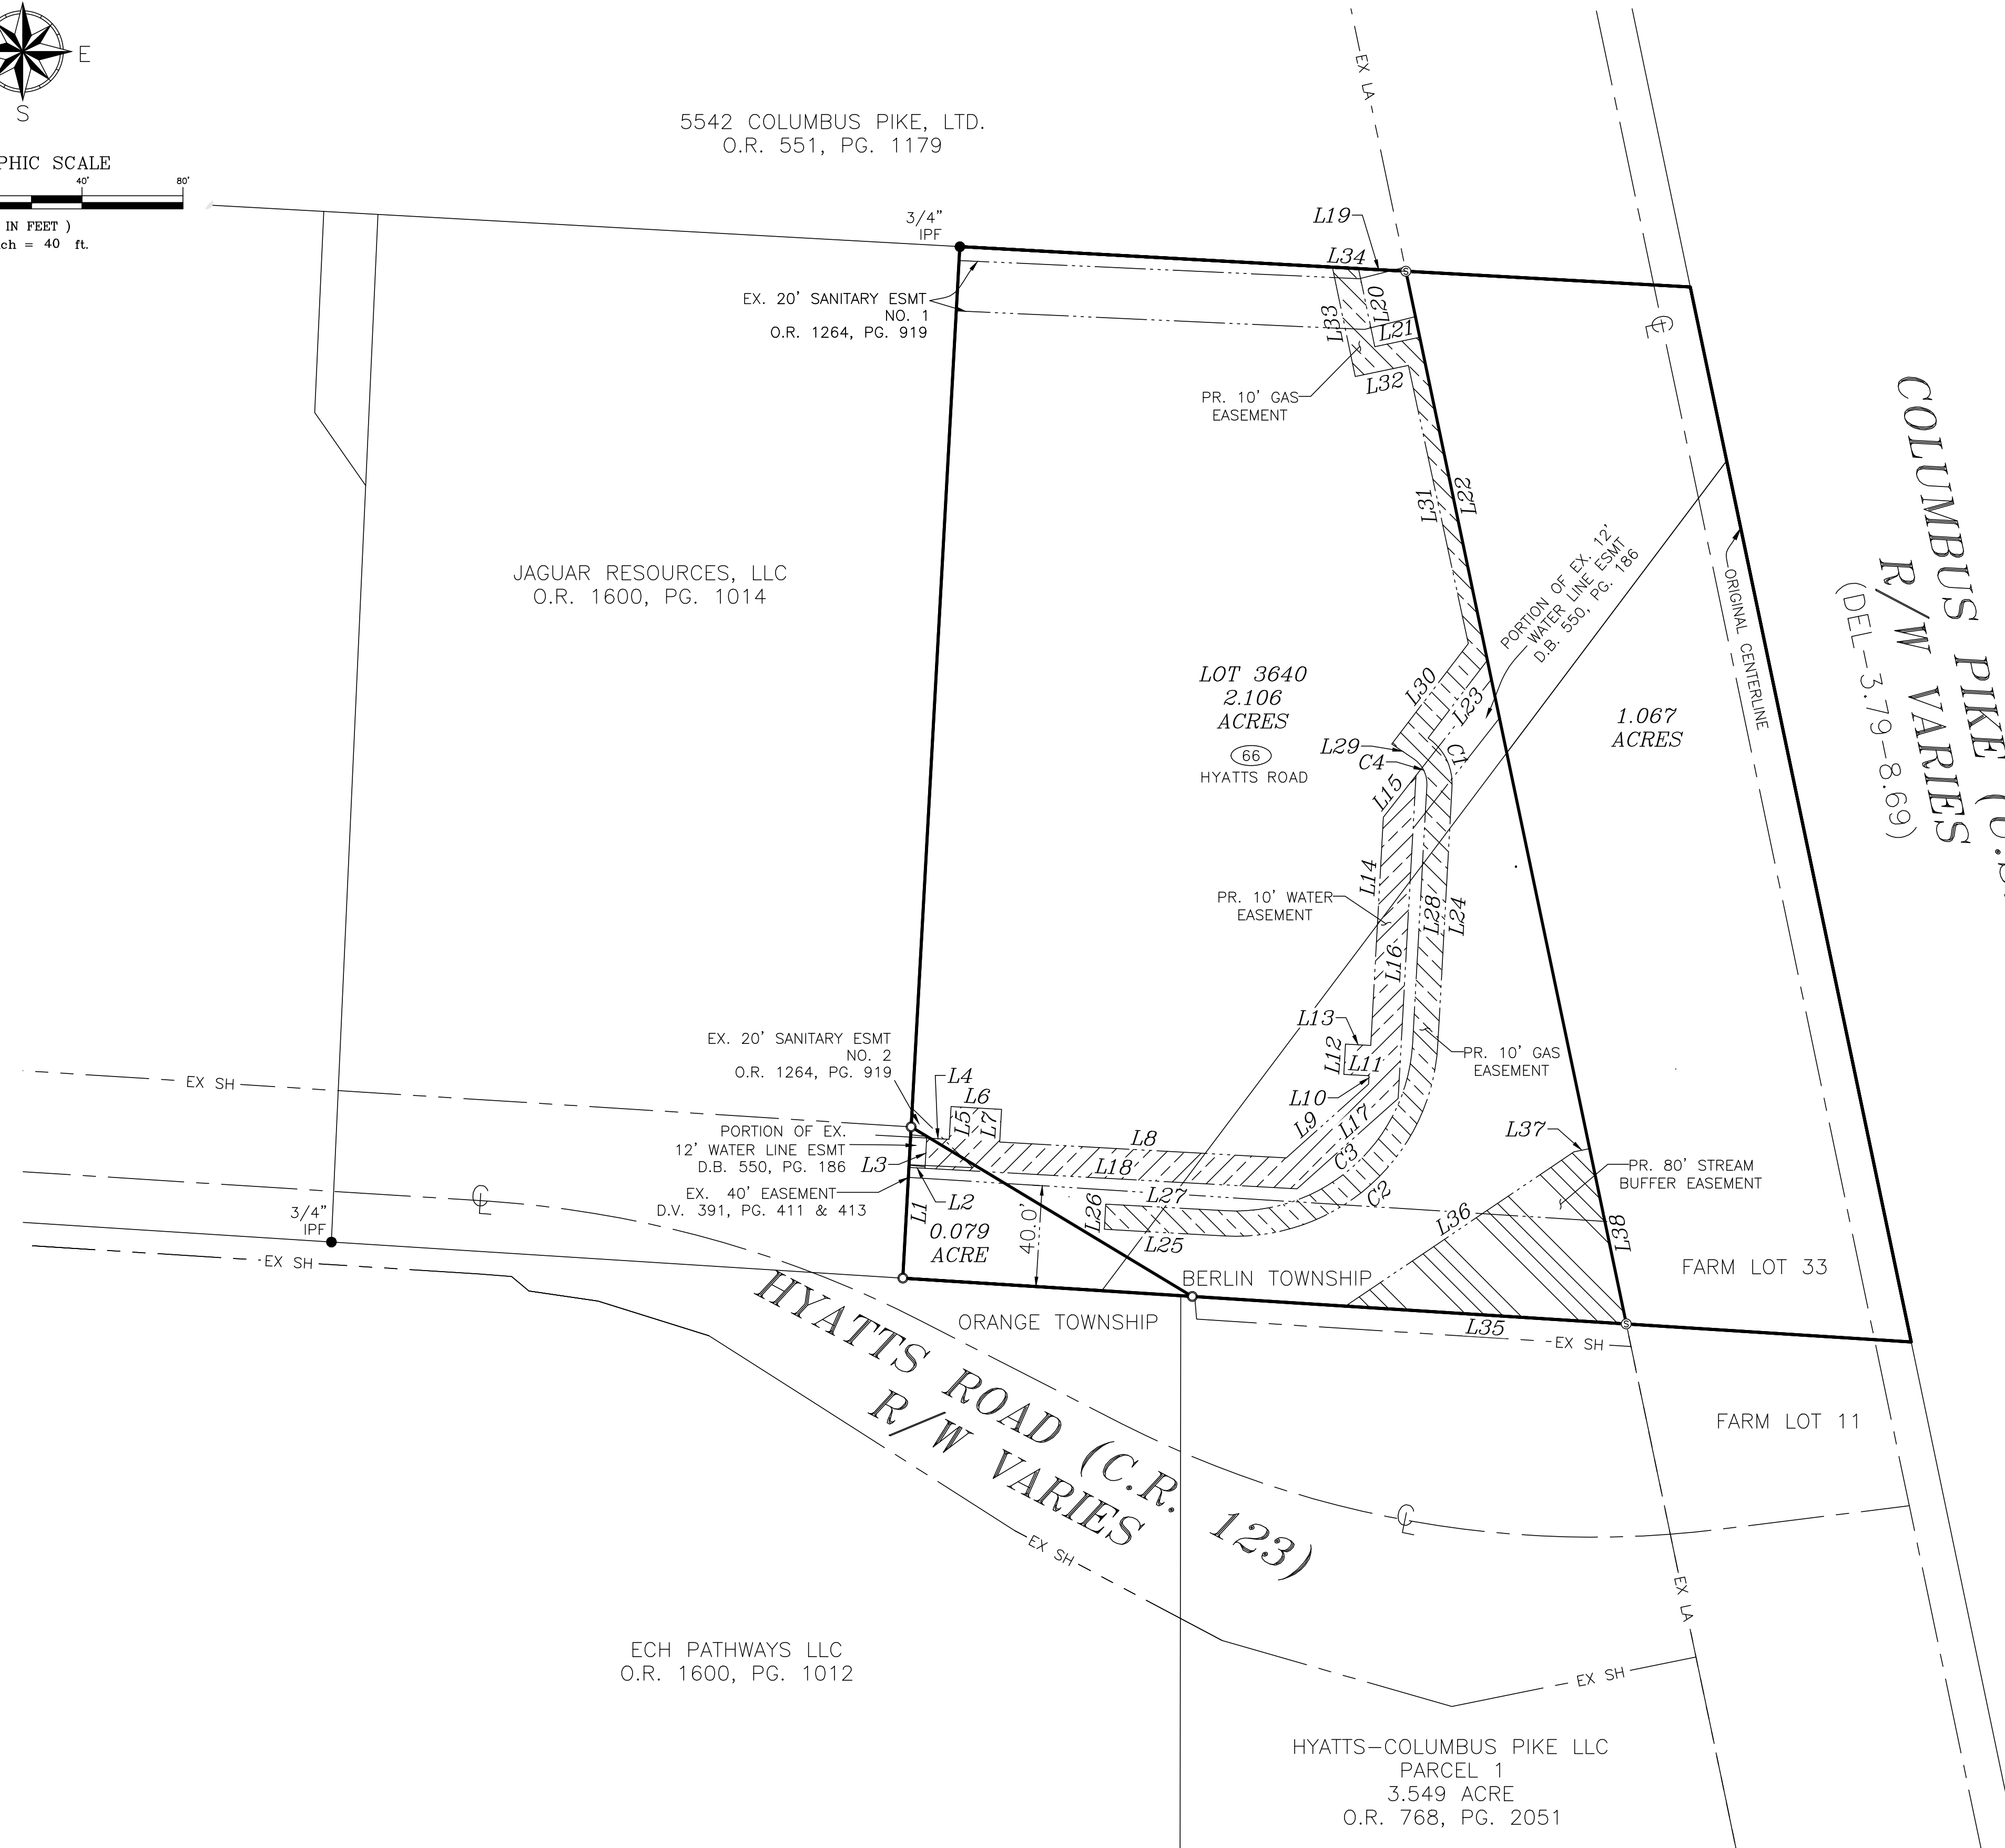 E
S
PHIC SCALE
40'
80'
IN FEET )
ch = 40 ft.
5542 COLUMBUS PIKE, LTD.
O.R. 551, PG. 1179
EX LA
L19
3/4"
IPF
L34
EX. 20' SANITARY ESMT
NO. 1
O.R. 1264, PG. 919
L33
L20
L21
L32
PR. 10' GAS
EASEMENT
CL
COLUMBUS PIKE (U.S.
R/W VARIES
(DEL-3.79-8.69)
L31
L22
PORTION OF EX. 12'
WATER LINE ESMT
D.B. 550, PG. 186
ORIGINAL CENTERLINE
JAGUAR RESOURCES, LLC
O.R. 1600, PG. 1014
LOT 3640
2.106
ACRES
66
HYATTS ROAD
L30
L23
1.067
ACRES
L29
C4
C1
L15
L14
PR. 10' WATER
EASEMENT
L28
L24
L16
L13
L12
L11
L10
PR. 10' GAS
EASEMENT
EX. 20' SANITARY ESMT
NO. 2
O.R. 1264, PG. 919
EX SH
L4
L6
L5
L7
L9
L17
L8
L18
C3
L37
PORTION OF EX.
12' WATER LINE ESMT
D.B. 550, PG. 186
L3
EX. 40' EASEMENT
D.V. 391, PG. 411 & 413
L2
L1
L27
C2
L26
L25
40.0'
PR. 80' STREAM
BUFFER EASEMENT
L36
L38
CL
3/4"
IPF
0.079
ACRE
EX SH
BERLIN TOWNSHIP
FARM LOT 33
ORANGE TOWNSHIP
L35
EX SH
HYATTS ROAD (C.R. 123)
R/W VARIES
FARM LOT 11
CL
EX SH
EX LA
ECH PATHWAYS LLC
O.R. 1600, PG. 1012
EX SH
HYATTS-COLUMBUS PIKE LLC
PARCEL 1
3.549 ACRE
O.R. 768, PG. 2051